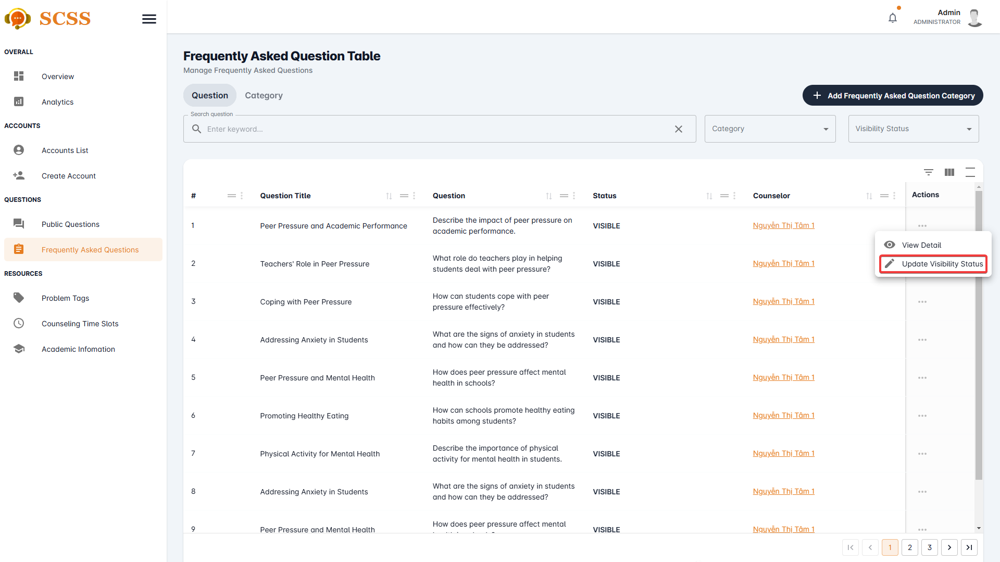 SCSS
Admin
ADMINISTRATOR
OVERALL
Overview
Analytics
ACCOUNTS
Accounts List
Create Account
QUESTIONS
Public Questions
Frequently Asked Questions
RESOURCES
Problem Tags
Counseling Time Slots
Academic Infomation
Frequently Asked Question Table
Manage Frequently Asked Questions
Question
Category
Add Frequently Asked Question Category
Search question
Enter keyword...
Category
Visibility Status
# Question Title Question Status Counselor Actions
1 Peer Pressure and Academic Performance
Describe the impact of peer pressure on
academic performance.
VISIBLE
Nguyễn Thị Tâm 1
View Detail
Update Visibility Status
2 Teachers' Role in Peer Pressure
What role do teachers play in helping
students deal with peer pressure?
VISIBLE
Nguyễn Thị Tâm 1
3 Coping with Peer Pressure
How can students cope with peer
pressure effectively?
VISIBLE
Nguyễn Thị Tâm 1
4 Addressing Anxiety in Students
What are the signs of anxiety in students
and how can they be addressed?
VISIBLE
Nguyễn Thị Tâm 1
5 Peer Pressure and Mental Health
How does peer pressure affect mental
health in schools?
VISIBLE
Nguyễn Thị Tâm 1
6 Promoting Healthy Eating
How can schools promote healthy eating
habits among students?
VISIBLE
Nguyễn Thị Tâm 1
7 Physical Activity for Mental Health
Describe the importance of physical
activity for mental health in students.
VISIBLE
Nguyễn Thị Tâm 1
8 Addressing Anxiety in Students
What are the signs of anxiety in students
and how can they be addressed?
VISIBLE
Nguyễn Thị Tâm 1
9 Peer Pressure and Mental Health
How does peer pressure affect mental
VISIBLE
Nguyễn Thị Tâm 1
1 2 3